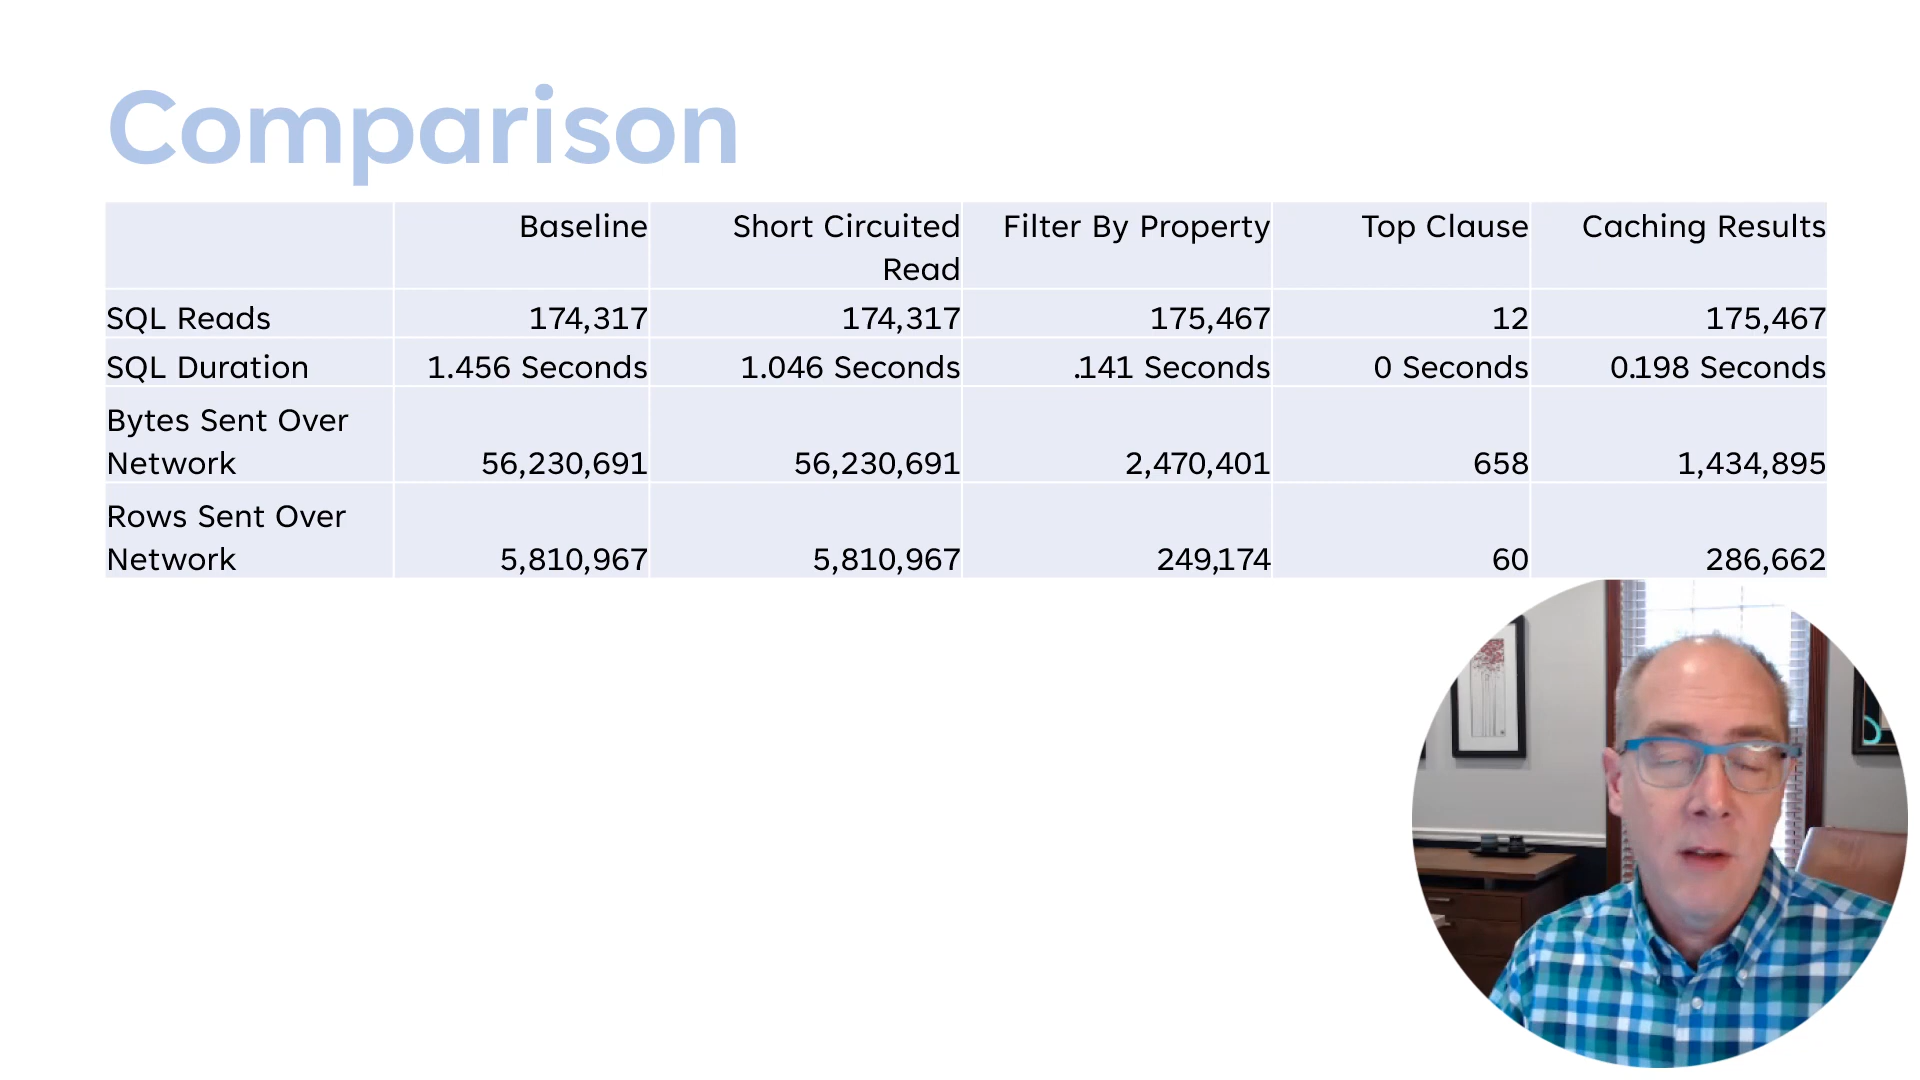 Comparison
Baseline Short Circuited Filter By Property Top Clause Caching Results
Read
SQL Reads 174,317 174,317 175,467 12 175,467
SQL Duration 1.456 Seconds 1.046 Seconds .141 Seconds 0 Seconds 0.198 Seconds
Bytes Sent Over
Network 56,230,691 56,230,691 2,470,401 658 1,434,895
Rows Sent Over
Network 5,810,967 5,810,967 249,174 60 286,662